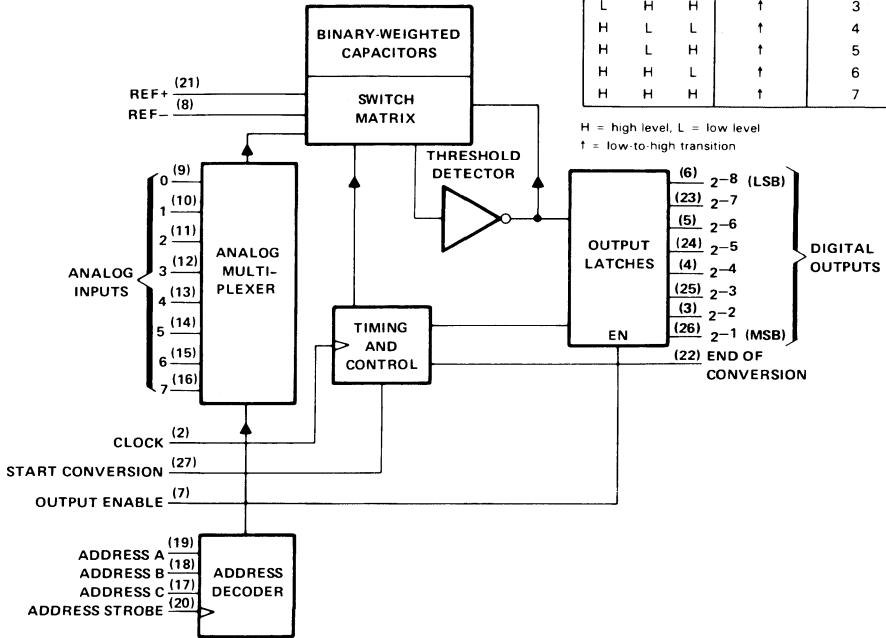 L H H ↑ 3
H L L ↑ 4
H L H ↑ 5
H H L ↑ 6
H H H ↑ 7
H = high level, L = low level
↑ = low-to-high transition
BINARY-WEIGHTED
CAPACITORS
SWITCH
MATRIX
REF+ (21)
REF− (8)
THRESHOLD
DETECTOR
ANALOG
INPUTS
0 (9)
1 (10)
2 (11)
3 (12)
4 (13)
5 (14)
6 (15)
7 (16)
ANALOG
MULTI-
PLEXER
TIMING
AND
CONTROL
OUTPUT
LATCHES
EN
(6) 2−8 (LSB)
(23) 2−7
(5) 2−6
(24) 2−5
(4) 2−4
(25) 2−3
(3) 2−2
(26) 2−1 (MSB)
DIGITAL
OUTPUTS
(22) END OF
CONVERSION
CLOCK (2)
START CONVERSION (27)
OUTPUT ENABLE (7)
ADDRESS A (19)
ADDRESS B (18)
ADDRESS C (17)
ADDRESS STROBE (20)
ADDRESS
DECODER